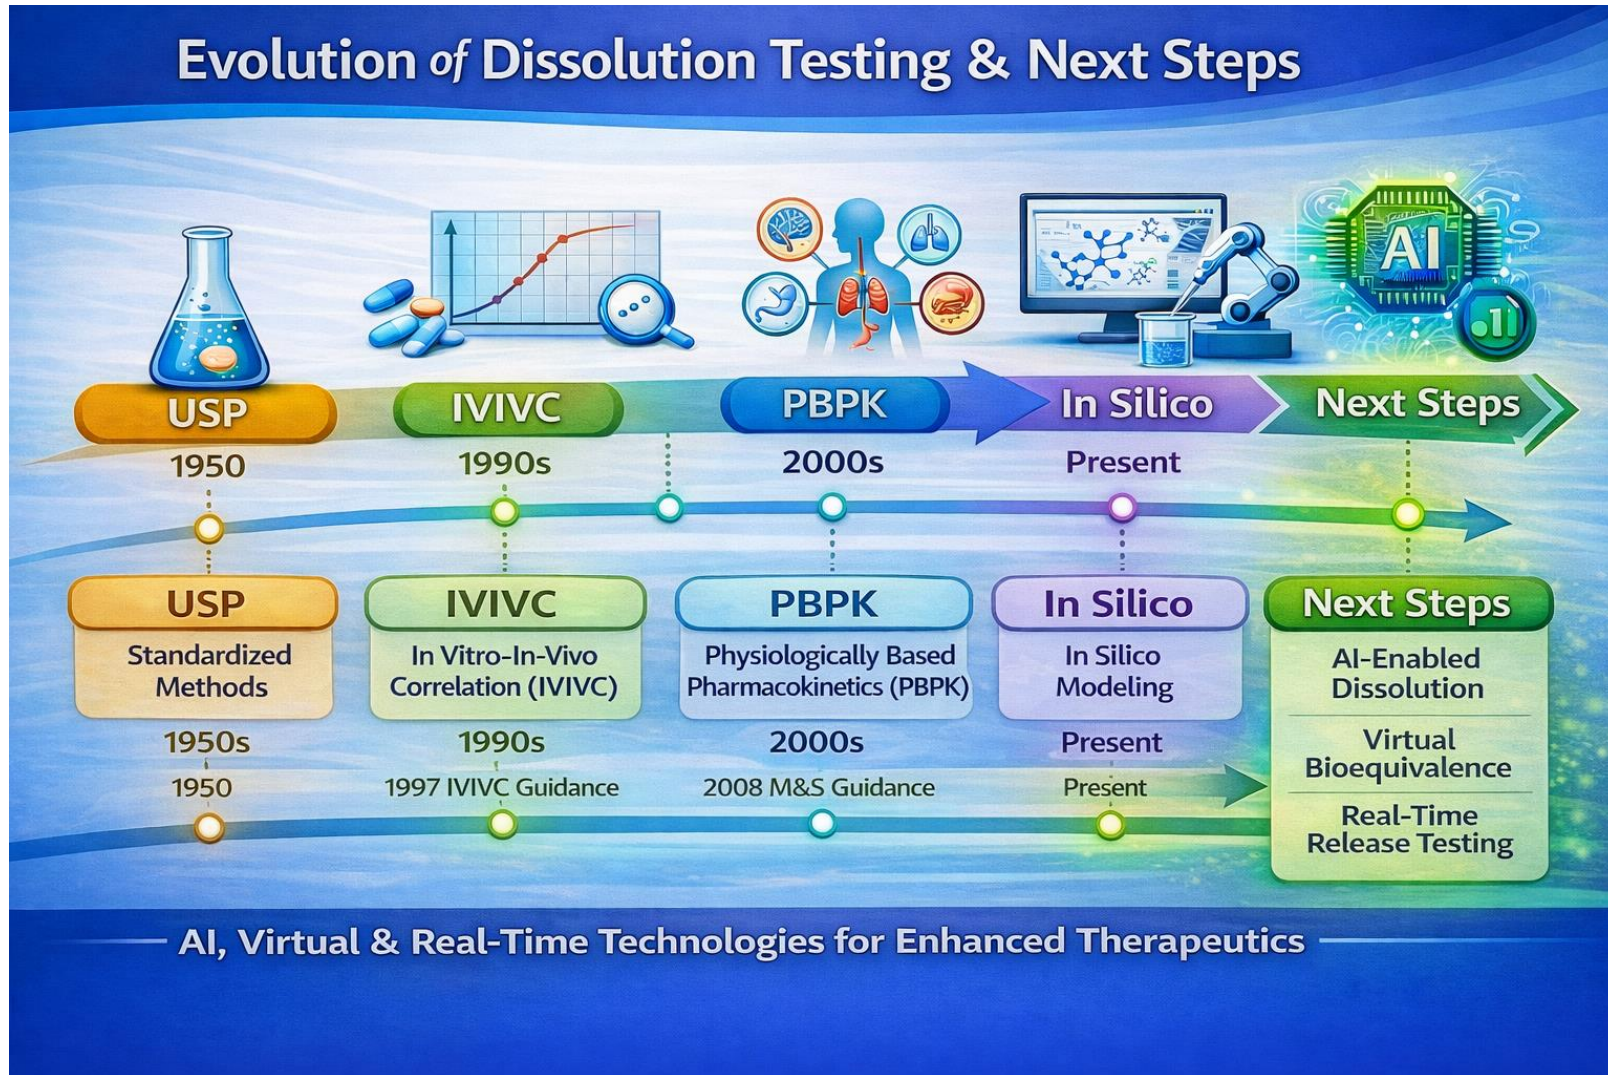 Evolution of Dissolution Testing & Next Steps
AI
USP
IVIVC
PBPK
In Silico
Next Steps
1950
1990s
2000s
Present
USP
Standardized
Methods
1950s
1950
IVIVC
In Vitro-In-Vivo
Correlation (IVIVC)
1990s
1997 IVIVC Guidance
PBPK
Physiologically Based
Pharmacokinetics (PBPK)
2000s
2008 M&S Guidance
In Silico
In Silico
Modeling
Present
Present
Next Steps
AI-Enabled
Dissolution
Virtual
Bioequivalence
Real-Time
Release Testing
AI, Virtual & Real-Time Technologies for Enhanced Therapeutics